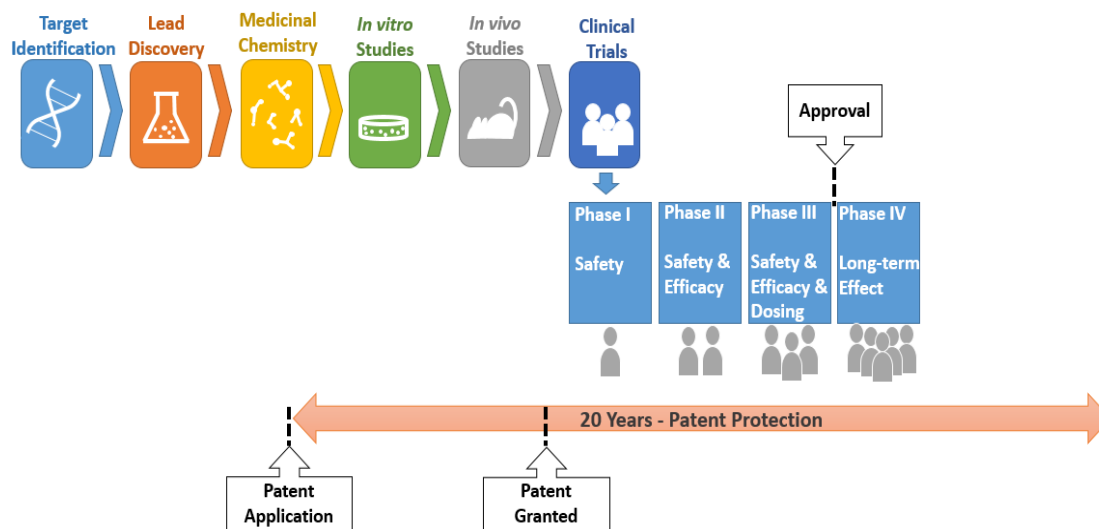 Target
Identification
Lead
Discovery
Medicinal
Chemistry
In vitro
Studies
In vivo
Studies
Clinical
Trials
Approval
Phase I
Safety
Phase II
Safety &
Efficacy
Phase III
Safety &
Efficacy &
Dosing
Phase IV
Long-term
Effect
20 Years - Patent Protection
Patent
Application
Patent
Granted